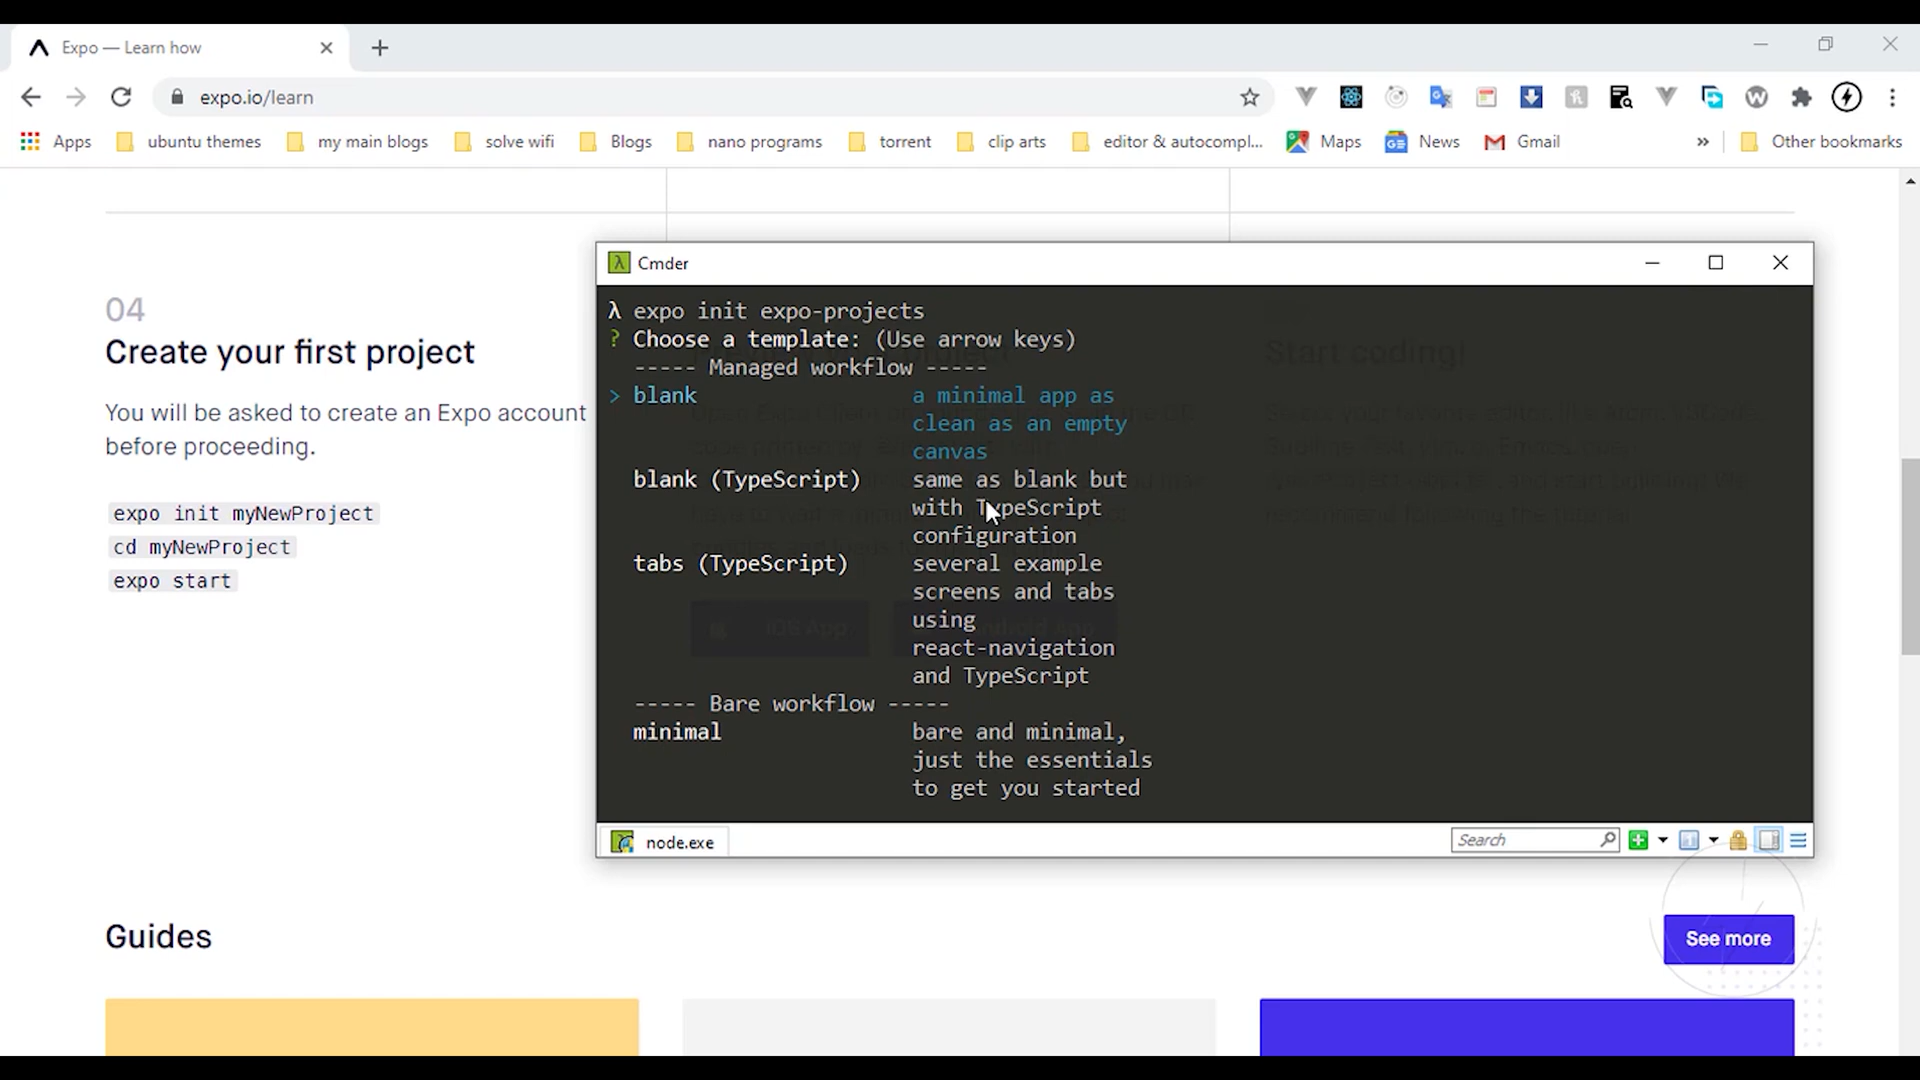 Expo — Learn how
expo.io/learn
Apps
ubuntu themes
my main blogs
solve wifi
Blogs
nano programs
torrent
clip arts
editor & autocompl...
Maps
News
Gmail
»
Other bookmarks
04
Create your first project
You will be asked to create an Expo account
before proceeding.
expo init myNewProject
cd myNewProject
expo start
Cmder
λ expo init expo-projects
? Choose a template: (Use arrow keys)
----- Managed workflow -----
> blank a minimal app as
clean as an empty
canvas
blank (TypeScript) same as blank but
with TypeScript
configuration
tabs (TypeScript) several example
screens and tabs
using
react-navigation
and TypeScript
----- Bare workflow -----
minimal bare and minimal,
just the essentials
to get you started
Start coding!
iOS App
node.exe
Search
Guides
See more